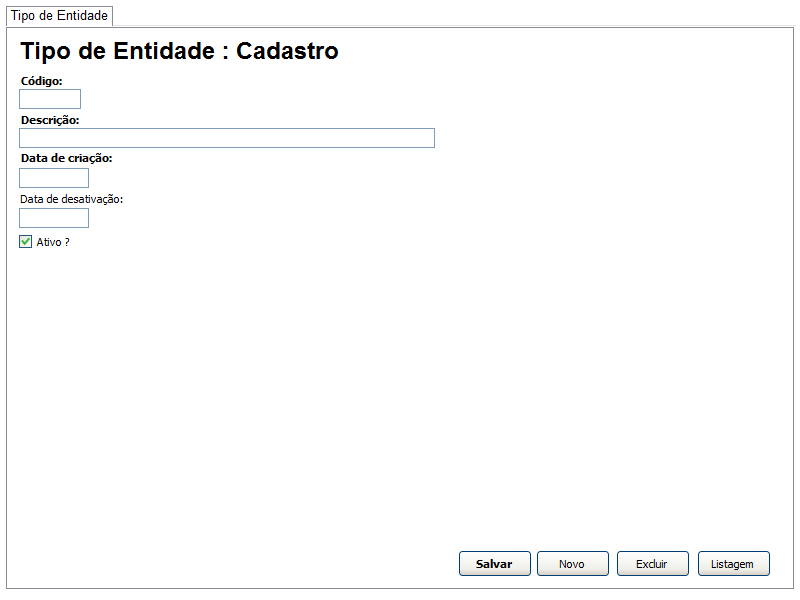 Tipo de Entidade
Tipo de Entidade : Cadastro
Código:
Descrição:
Data de criação:
Data de desativação:
Ativo ?
Salvar Novo Excluir Listagem